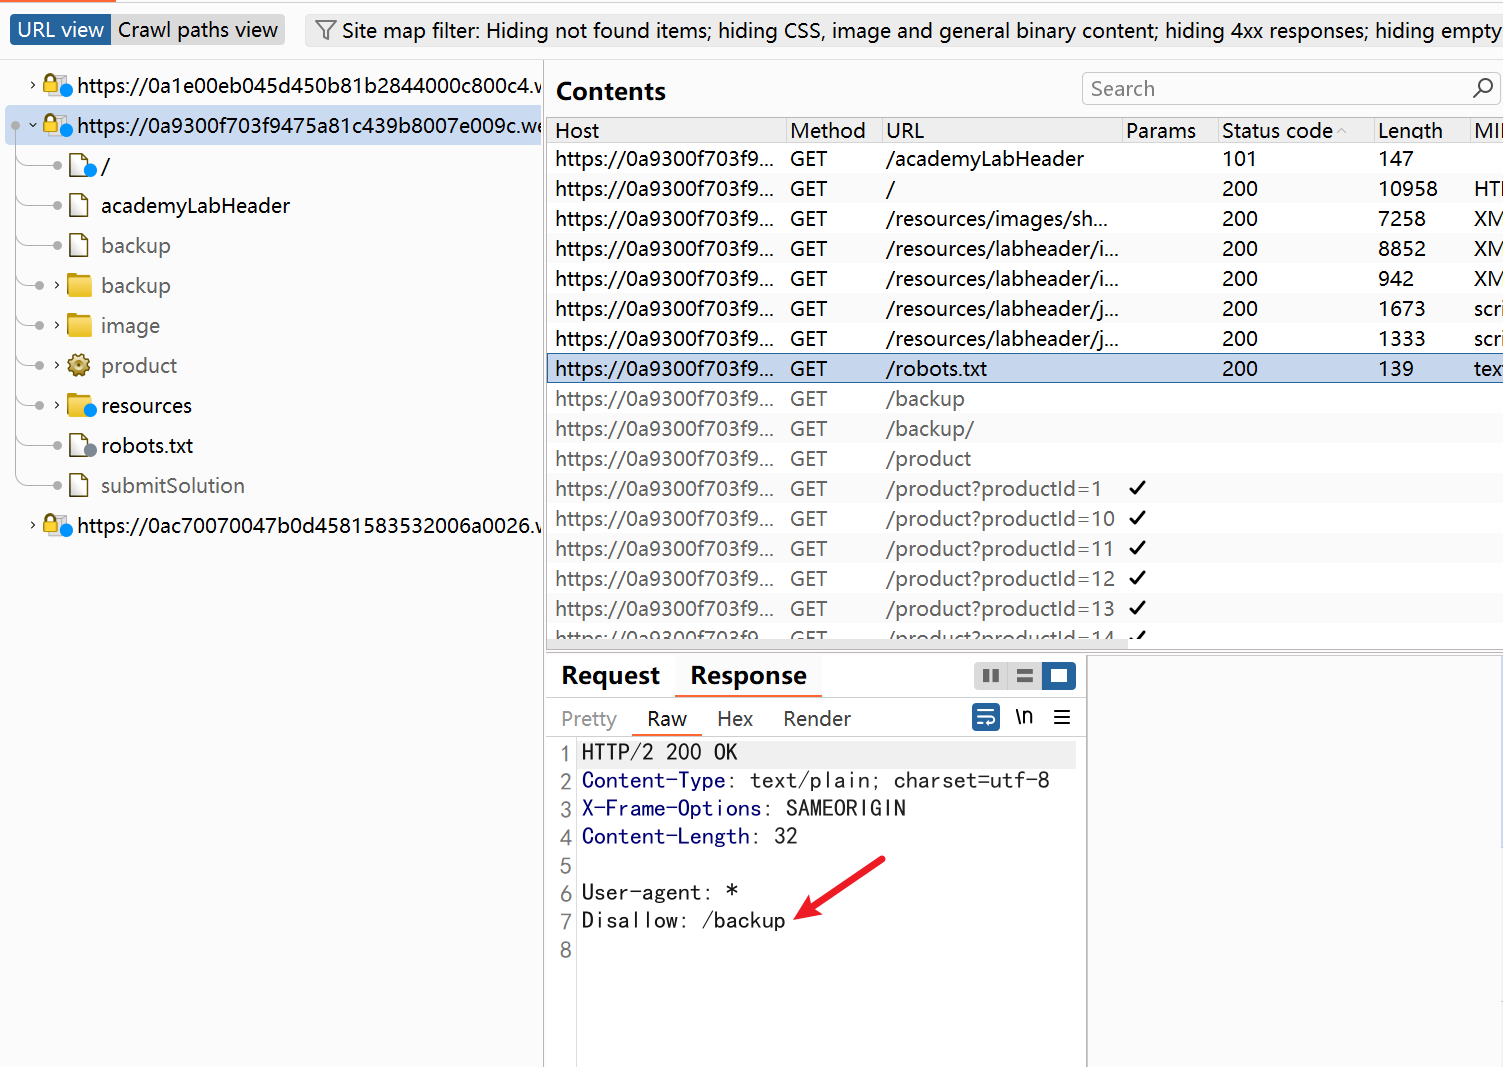 URL view Crawl paths view Site map filter: Hiding not found items; hiding CSS, image and general binary content; hiding 4xx responses; hiding empty
https://0a1e00eb045d450b81b2844000c800c4.w
https://0a9300f703f9475a81c439b8007e009c.we
/
academyLabHeader
backup
backup
image
product
resources
robots.txt
submitSolution
https://0ac70070047b0d4581583532006a0026.w
Contents Search
Host Method URL Params Status code Length MI
https://0a9300f703f9... GET /academyLabHeader 101 147
https://0a9300f703f9... GET / 200 10958 HT
https://0a9300f703f9... GET /resources/images/sh... 200 7258 XM
https://0a9300f703f9... GET /resources/labheader/i... 200 8852 XM
https://0a9300f703f9... GET /resources/labheader/i... 200 942 XM
https://0a9300f703f9... GET /resources/labheader/j... 200 1673 scri
https://0a9300f703f9... GET /resources/labheader/j... 200 1333 scri
https://0a9300f703f9... GET /robots.txt 200 139 tex
https://0a9300f703f9... GET /backup
https://0a9300f703f9... GET /backup/
https://0a9300f703f9... GET /product
https://0a9300f703f9... GET /product?productId=1 ✓
https://0a9300f703f9... GET /product?productId=10 ✓
https://0a9300f703f9... GET /product?productId=11 ✓
https://0a9300f703f9... GET /product?productId=12 ✓
https://0a9300f703f9... GET /product?productId=13 ✓
https://0a9300f703f9... GET /product?productId=14 ✓
Request Response
Pretty Raw Hex Render \n
1 HTTP/2 200 OK
2 Content-Type: text/plain; charset=utf-8
3 X-Frame-Options: SAMEORIGIN
4 Content-Length: 32
5
6 User-agent: *
7 Disallow: /backup
8